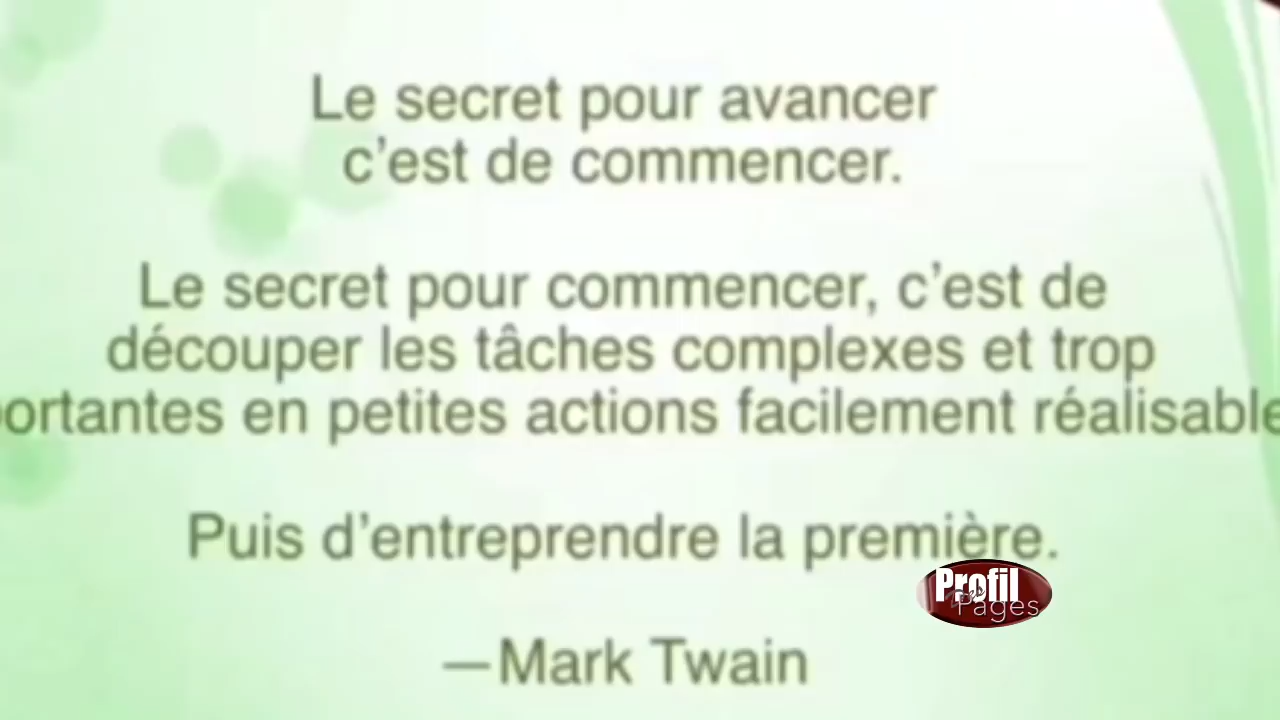 Le secret pour avancer
c’est de commencer.
Le secret pour commencer, c’est de
découper les tâches complexes et trop
portantes en petites actions facilement réalisable
Puis d’entreprendre la première.
—Mark Twain
Profil
Pages